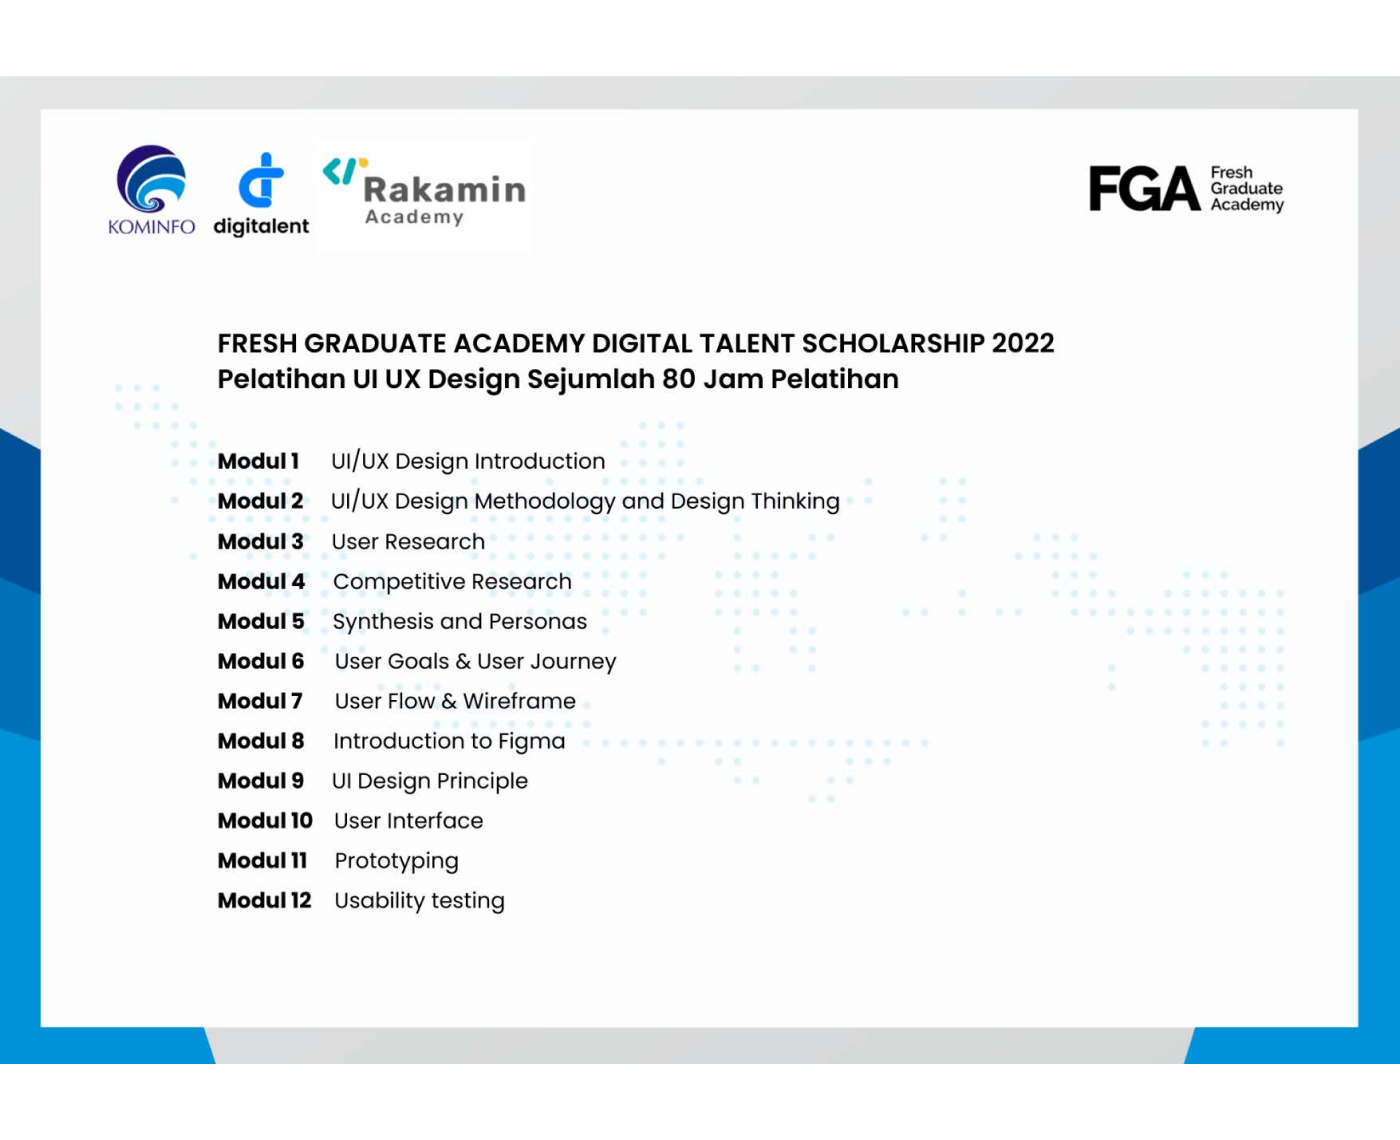 KOMINFO
digitalent
Rakamin
Academy
FGA
Fresh
Graduate
Academy
FRESH GRADUATE ACADEMY DIGITAL TALENT SCHOLARSHIP 2022
Pelatihan UI UX Design Sejumlah 80 Jam Pelatihan
Modul 1 UI/UX Design Introduction
Modul 2 UI/UX Design Methodology and Design Thinking
Modul 3 User Research
Modul 4 Competitive Research
Modul 5 Synthesis and Personas
Modul 6 User Goals & User Journey
Modul 7 User Flow & Wireframe
Modul 8 Introduction to Figma
Modul 9 UI Design Principle
Modul 10 User Interface
Modul 11 Prototyping
Modul 12 Usability testing